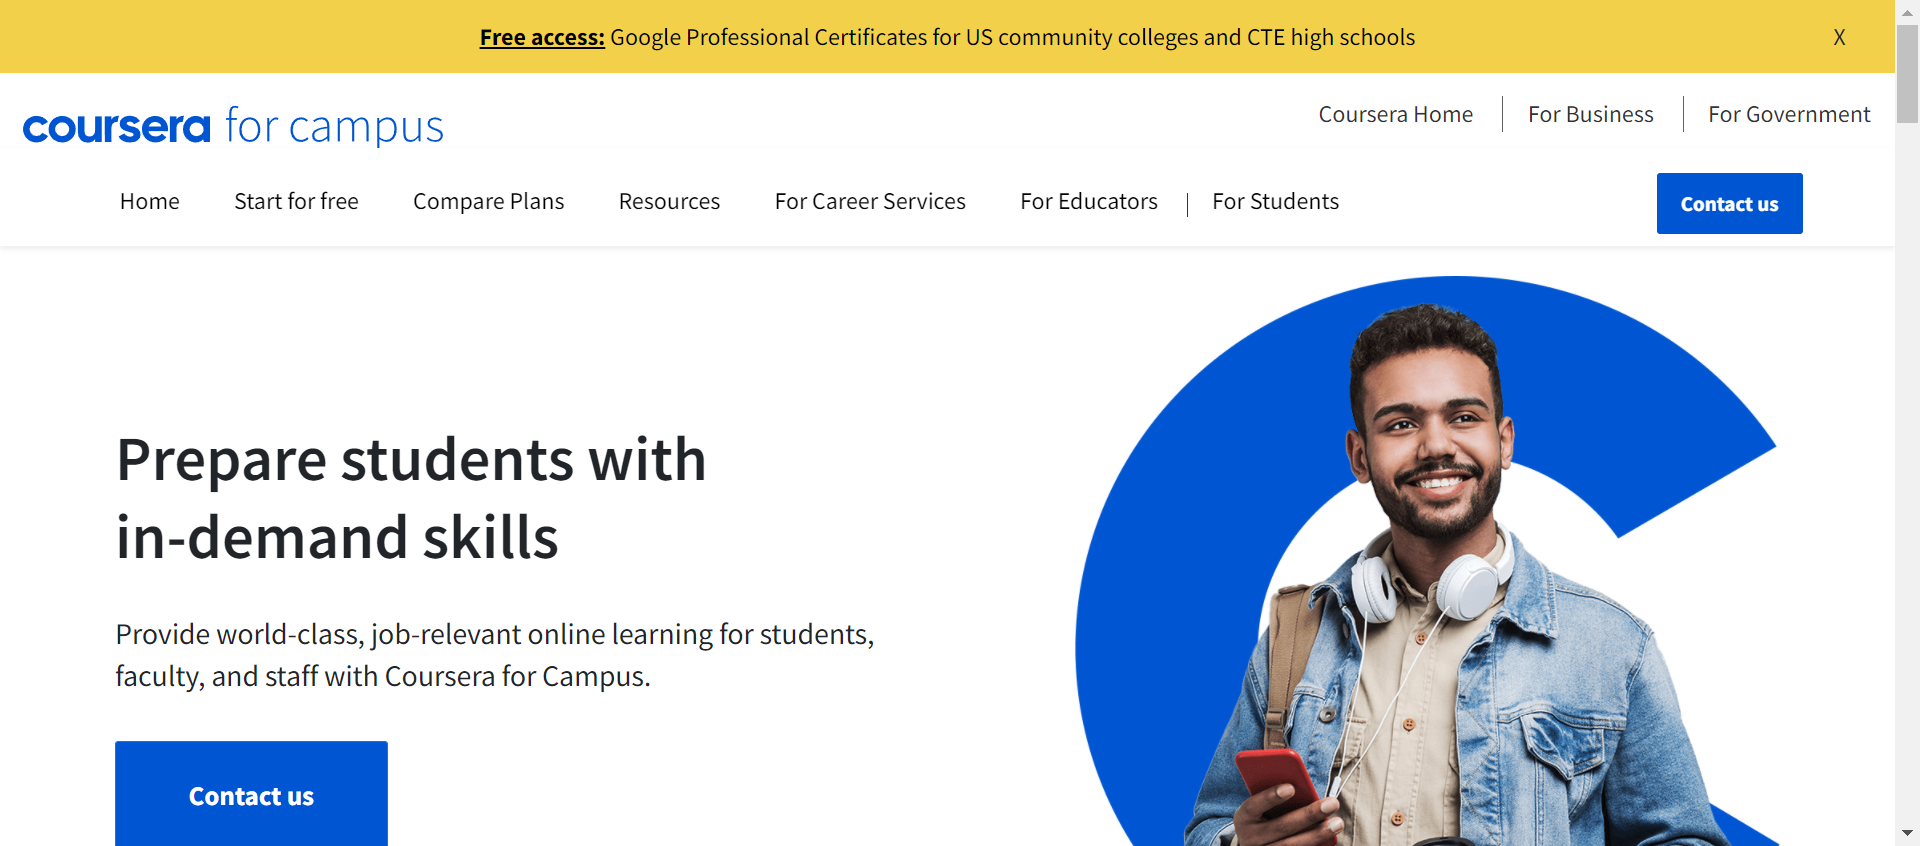 Free access: Google Professional Certificates for US community colleges and CTE high schools
X
coursera for campus
Coursera Home
For Business
For Government
Home
Start for free
Compare Plans
Resources
For Career Services
For Educators
For Students
Contact us
Prepare students with
in-demand skills
Provide world-class, job-relevant online learning for students,
faculty, and staff with Coursera for Campus.
Contact us